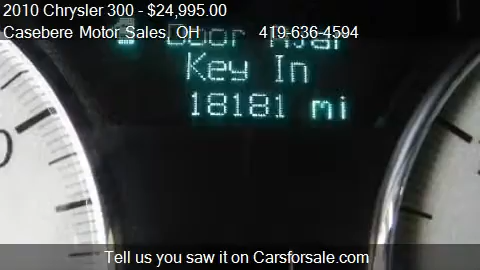 2010 Chrysler 300 - $24,995.00
Casebere Motor Sales, OH 419-636-4594
Door Ajar
Key In
18181 mi
0
Tell us you saw it on Carsforsale.com